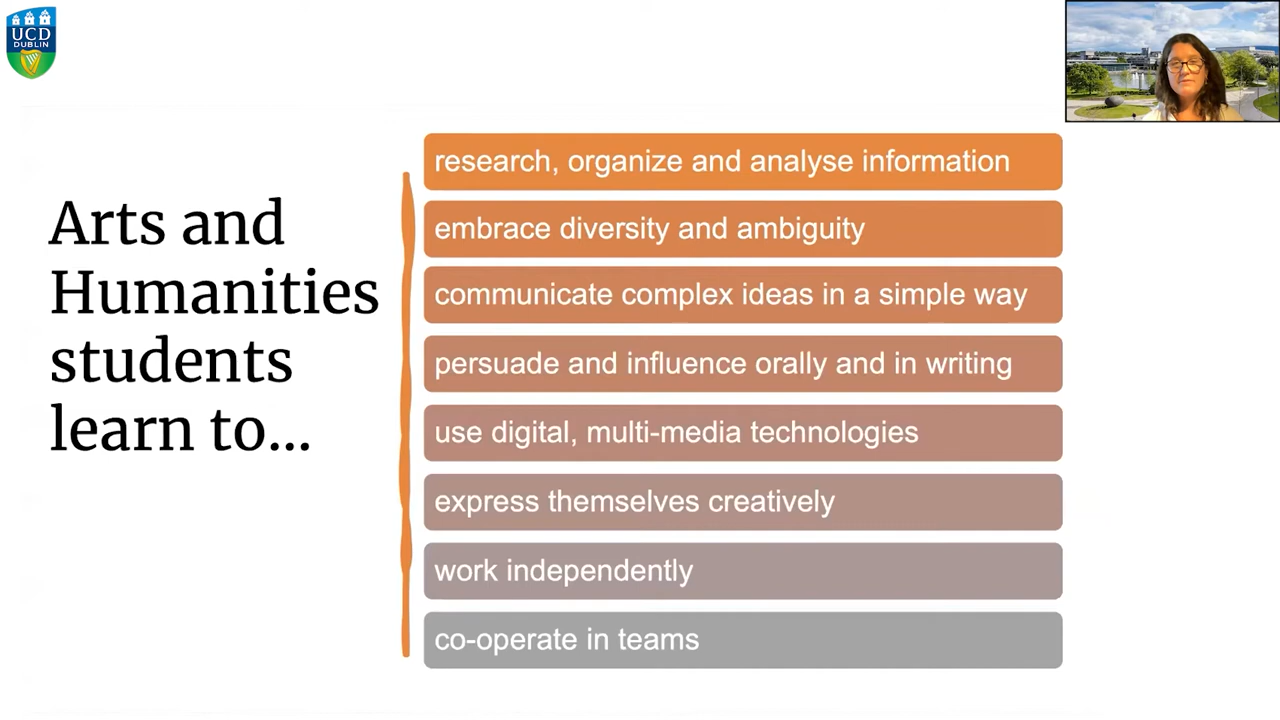 UCD
DUBLIN
Arts and
Humanities
students
learn to...
research, organize and analyse information
embrace diversity and ambiguity
communicate complex ideas in a simple way
persuade and influence orally and in writing
use digital, multi-media technologies
express themselves creatively
work independently
co-operate in teams